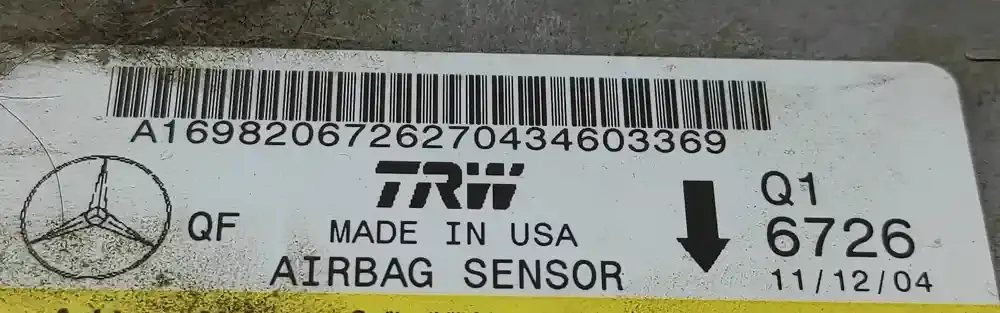 A1698206726270434603369
TRW
Q1
QF
MADE IN USA
6726
AIRBAG SENSOR
11/12/04